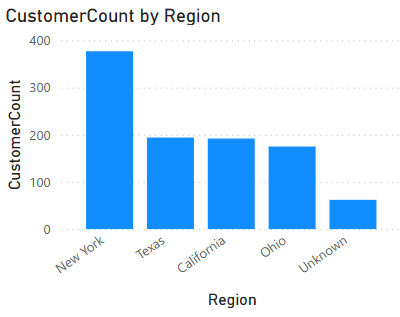 CustomerCount by Region
CustomerCount
400
300
200
100
0
New York
Texas
California
Ohio
Unknown
Region